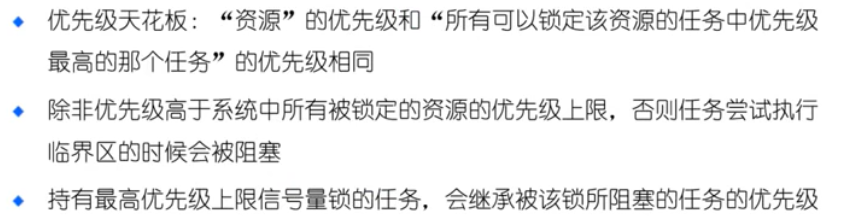 优先级天花板：“资源”的优先级和“所有可以锁定该资源的任务中优先级
最高的那个任务”的优先级相同
除非优先级高于系统中所有被锁定的资源的优先级上限，否则任务尝试执行
临界区的时候会被阻塞
持有最高优先级上限信号量锁的任务，会继承被该锁所阻塞的任务的优先级